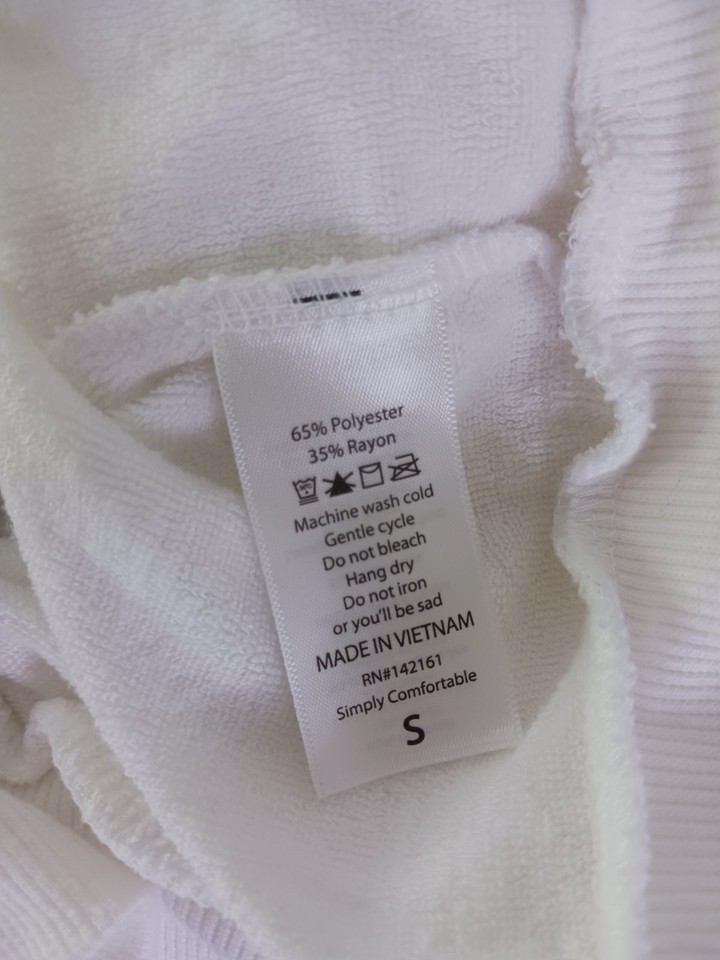 65% Polyester
35% Rayon
Machine wash cold
Gentle cycle
Do not bleach
Hang dry
Do not iron
or you'll be sad
MADE IN VIETNAM
RN#142161
Simply Comfortable
S